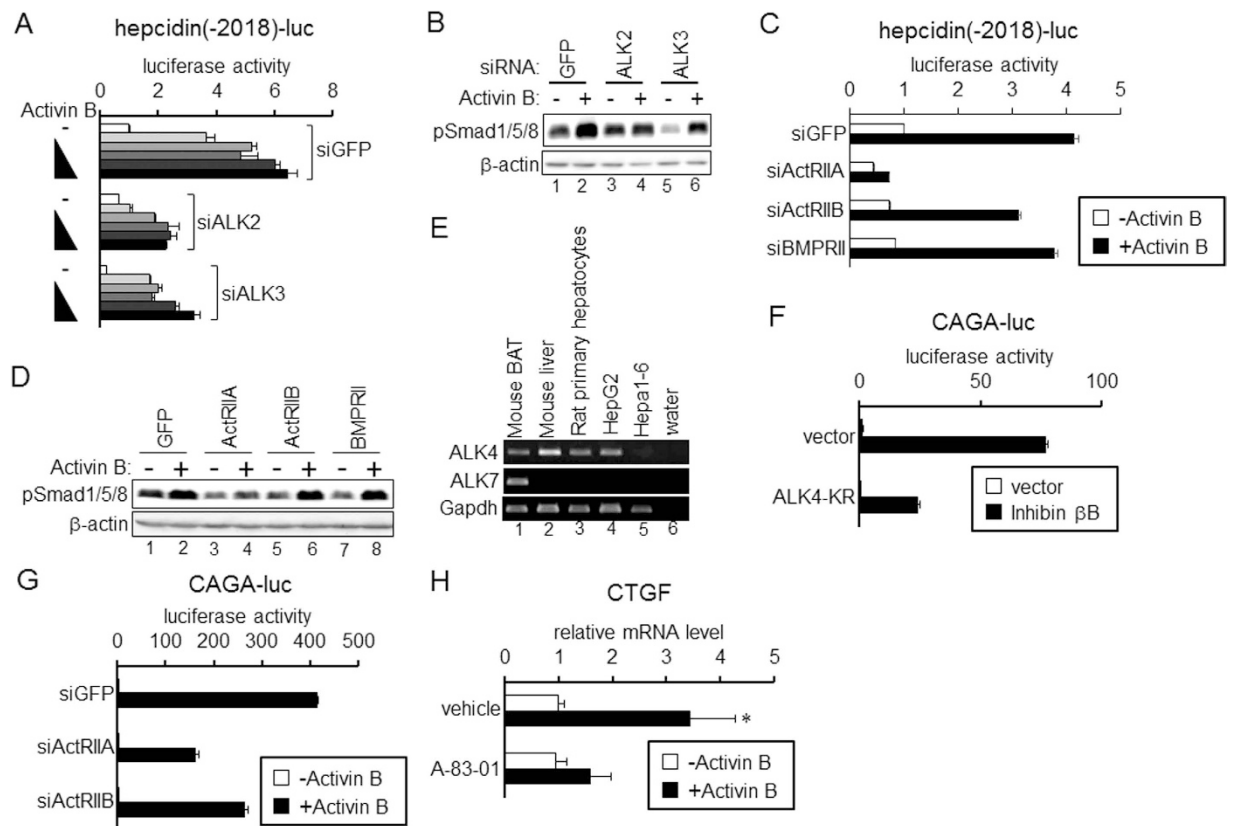 A
hepcidin(-2018)-luc
luciferase activity
0 2 4 6 8
Activin B
-
siGFP
-
siALK2
-
siALK3
B
siRNA: GFP ALK2 ALK3
Activin B: - + - + - +
pSmad1/5/8
β-actin
1 2 3 4 5 6
C
hepcidin(-2018)-luc
luciferase activity
0 1 2 3 4 5
siGFP
siActRIIA
siActRIIB
siBMPRII
-Activin B
+Activin B
D
GFP ActRIIA ActRIIB BMPRII
Activin B: - + - + - + - +
pSmad1/5/8
β-actin
1 2 3 4 5 6 7 8
E
Mouse BAT
Mouse liver
Rat primary hepatocytes
HepG2
Hepa1-6
water
ALK4
ALK7
Gapdh
1 2 3 4 5 6
F
CAGA-luc
luciferase activity
0 50 100
vector
ALK4-KR
vector
Inhibin βB
G
CAGA-luc
luciferase activity
0 100 200 300 400 500
siGFP
siActRIIA
siActRIIB
-Activin B
+Activin B
H
CTGF
relative mRNA level
0 1 2 3 4 5
vehicle
*
A-83-01
-Activin B
+Activin B